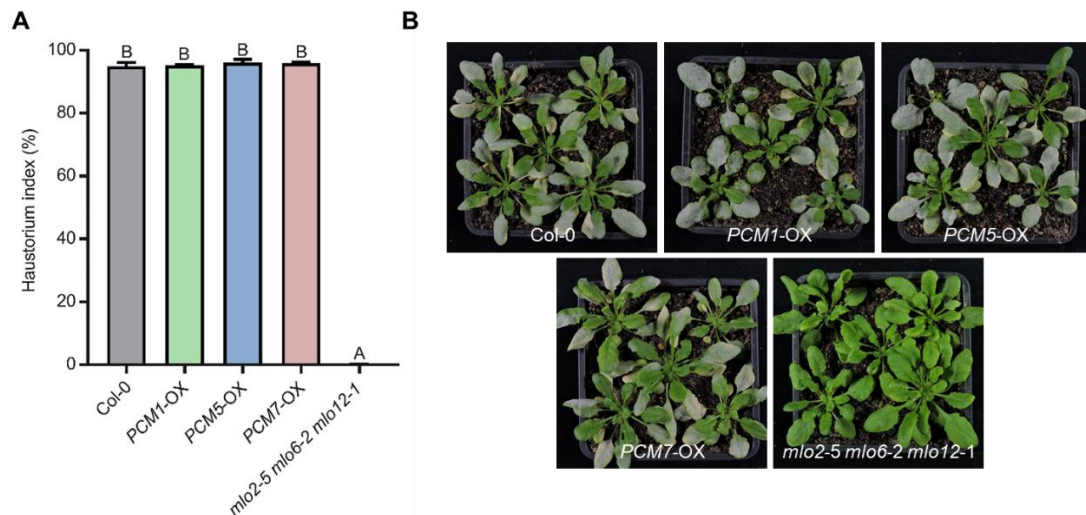 A
Haustorium index (%)
100
80
60
40
20
0
B
B
B
B
A
Col-0
PCM1-OX
PCM5-OX
PCM7-OX
mlo2-5 mlo6-2 mlo12-1
B
Col-0
PCM1-OX
PCM5-OX
PCM7-OX
mlo2-5 mlo6-2 mlo12-1